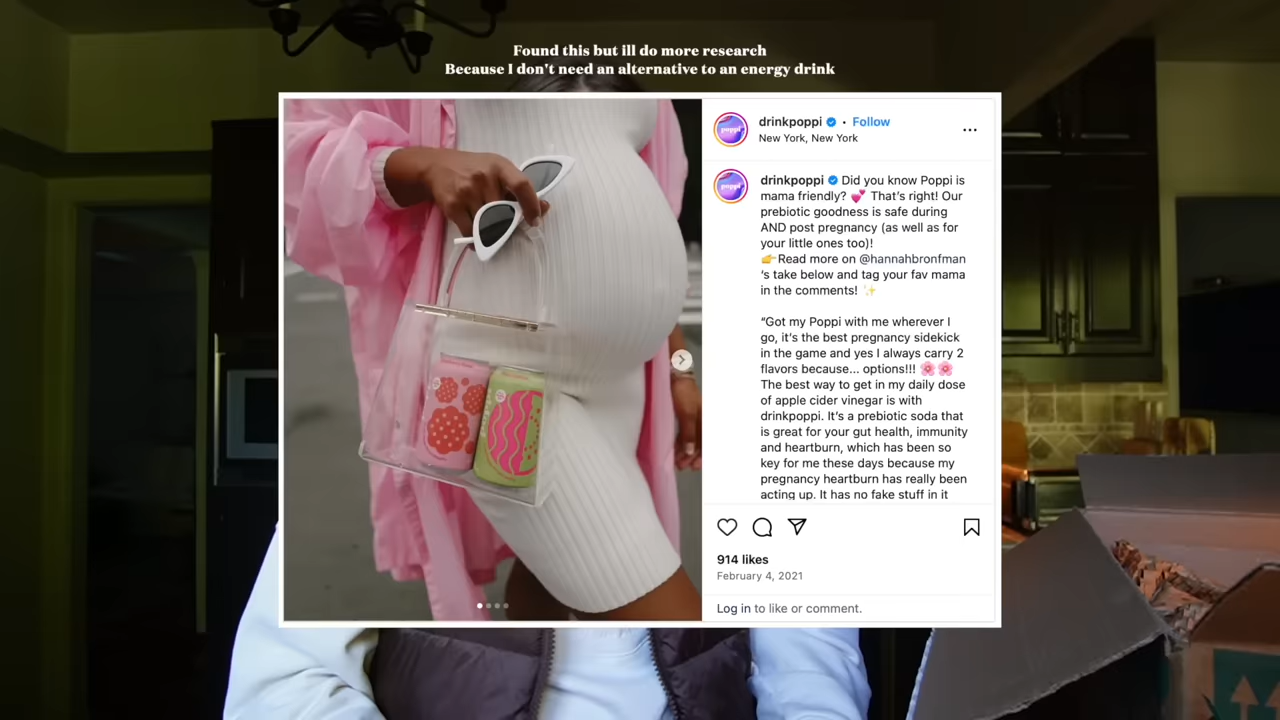 Found this but ill do more research
Because I don't need an alternative to an energy drink
drinkpoppi • Follow
New York, New York
poppi
poppi
drinkpoppi Did you know Poppi is
mama friendly? 💕 That's right! Our
prebiotic goodness is safe during
AND post pregnancy (as well as for
your little ones too)!
👉Read more on @hannahbronfman
's take below and tag your fav mama
in the comments! ✨
“Got my Poppi with me wherever I
go, it's the best pregnancy sidekick
in the game and yes I always carry 2
flavors because... options!!! 🌸🌸
The best way to get in my daily dose
of apple cider vinegar is with
drinkpoppi. It's a prebiotic soda that
is great for your gut health, immunity
and heartburn, which has been so
key for me these days because my
pregnancy heartburn has really been
acting up. It has no fake stuff in it
914 likes
February 4, 2021
Log in to like or comment.